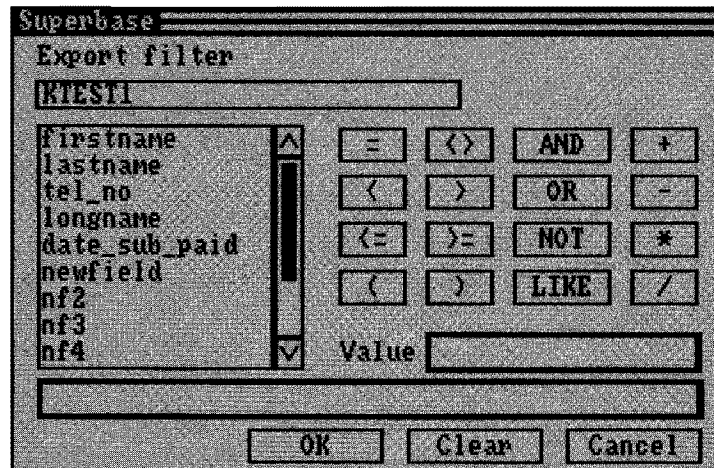 Superbase
Export filter
KTEST1
firstname
lastname
tel_no
longname
date_sub_paid
newfield
nf2
nf3
nf4
= <> AND +
< > OR -
<= >= NOT *
( ) LIKE /
Value
OK Clear Cancel